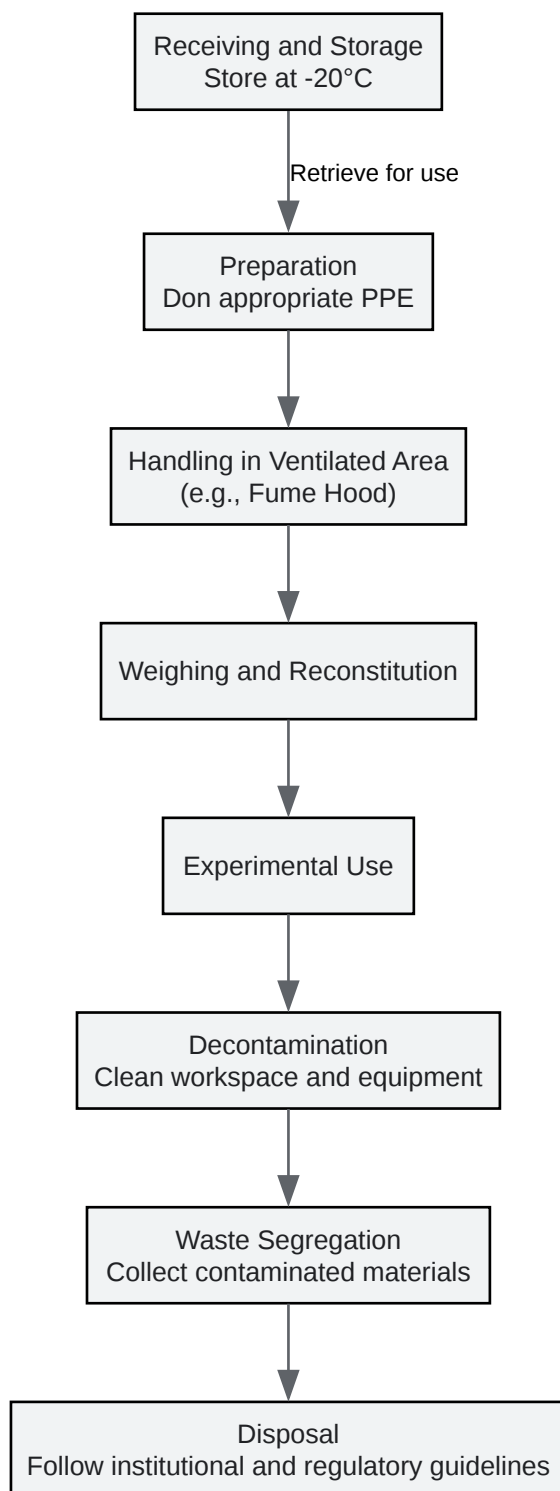 Receiving and Storage
Store at -20°C
Retrieve for use
Preparation
Don appropriate PPE
Handling in Ventilated Area
(e.g., Fume Hood)
Weighing and Reconstitution
Experimental Use
Decontamination
Clean workspace and equipment
Waste Segregation
Collect contaminated materials
Disposal
Follow institutional and regulatory guidelines